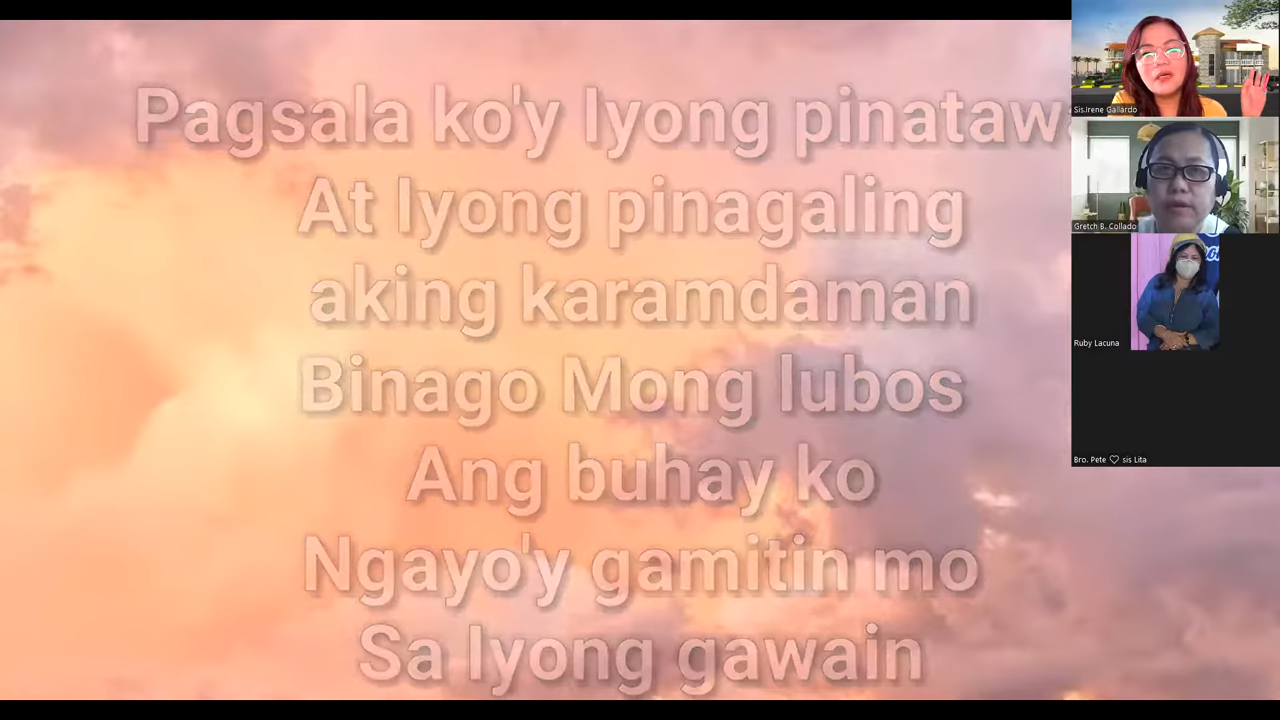 Pagsala ko'y Iyong pinataw
At Iyong pinagaling
aking karamdaman
Binago Mong lubos
Ang buhay ko
Ngayo'y gamitin mo
Sa Iyong gawain
Sis.Irene Gallardo
Gretch B. Collado
Ruby Lacuna
Bro. Pete ♡ sis Lita